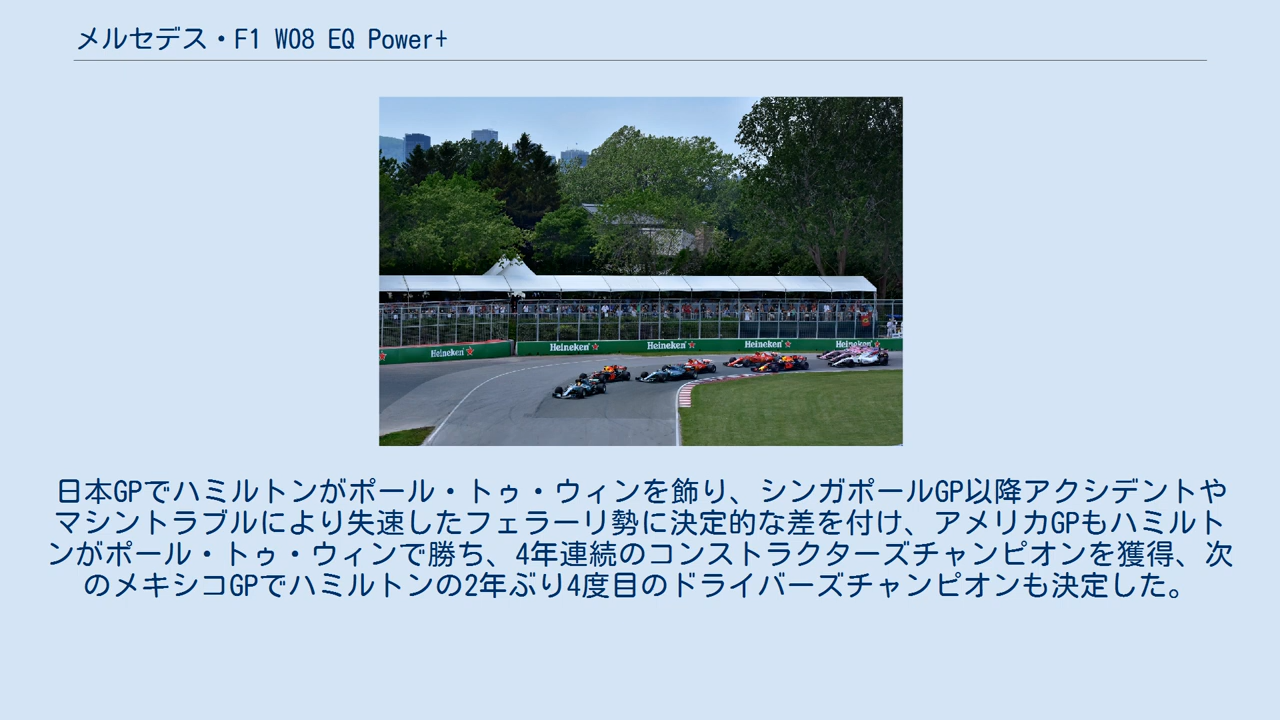 メルセデス・F1 W08 EQ Power+
Heineken
Heineken
Heineken
Heineken
日本GPでハミルトンがポール・トゥ・ウィンを飾り、シンガポールGP以降アクシデントや
マシントラブルにより失速したフェラーリ勢に決定的な差を付け、アメリカGPもハミルト
ンがポール・トゥ・ウィンで勝ち、4年連続のコンストラクターズチャンピオンを獲得、次
のメキシコGPでハミルトンの2年ぶり4度目のドライバーズチャンピオンも決定した。